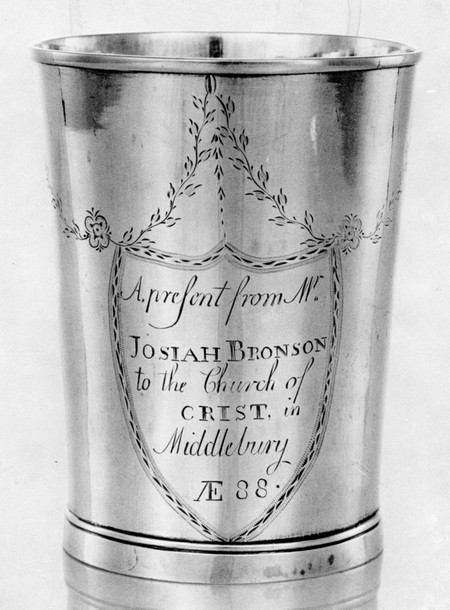 A preſent from Mr.
JOSIAH BRONSON
to the Church of
CRIST, in
Middlebury
Æ 88.